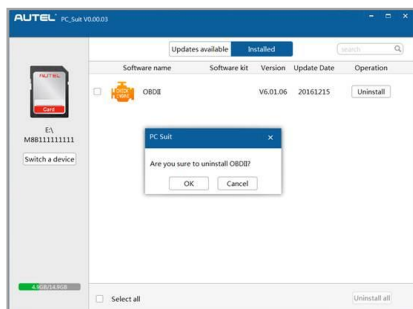 AUTEL PC_Suit V0.00.03
Updates available Installed search
Software name Software kit Version Update Date Operation
AUTEL
Card
OBDⅡ V6.01.06 20161215 Uninstall
E:\
M8B111111111
Switch a device
PC Suit
Are you sure to uninstall OBDⅡ?
OK Cancel
4.9GB/14.9GB
Select all Uninstall all